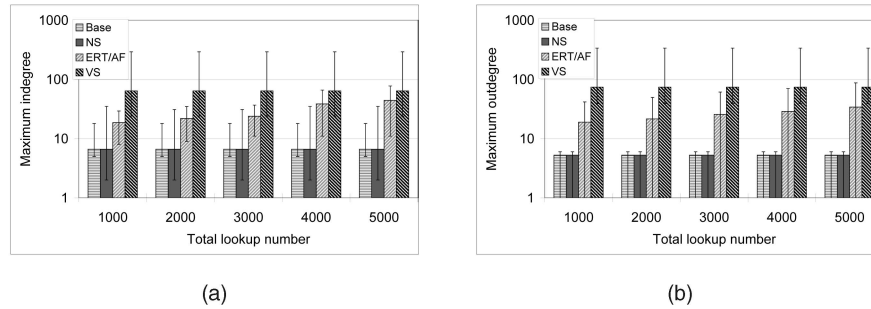 1000
100
10
1
Maximum indegree
Base
NS
ERT/AF
VS
1000 2000 3000 4000 5000
Total lookup number
(a)
1000
100
10
1
Maximum outdegree
Base
NS
ERT/AF
VS
1000 2000 3000 4000 5000
Total lookup number
(b)